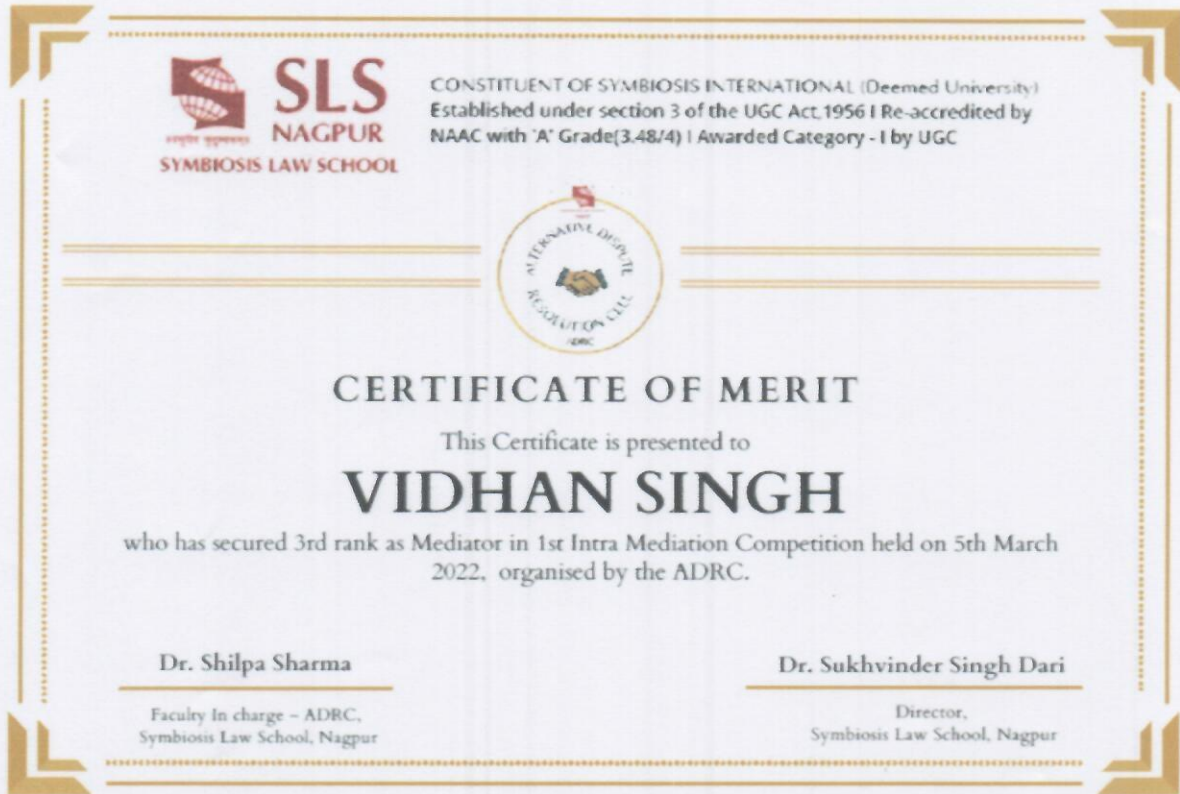 SLS
NAGPUR
SYMBIOSIS LAW SCHOOL
CONSTITUENT OF SYMBIOSIS INTERNATIONAL (Deemed University)
Established under section 3 of the UGC Act,1956 I Re-accredited by
NAAC with 'A' Grade(3.48/4) I Awarded Category - I by UGC
ALTERNATIVE DISPUTE
RESOLUTION CELL
ADRC
CERTIFICATE OF MERIT
This Certificate is presented to
VIDHAN SINGH
who has secured 3rd rank as Mediator in 1st Intra Mediation Competition held on 5th March
2022, organised by the ADRC.
Dr. Shilpa Sharma
Faculty In charge – ADRC,
Symbiosis Law School, Nagpur
Dr. Sukhvinder Singh Dari
Director,
Symbiosis Law School, Nagpur